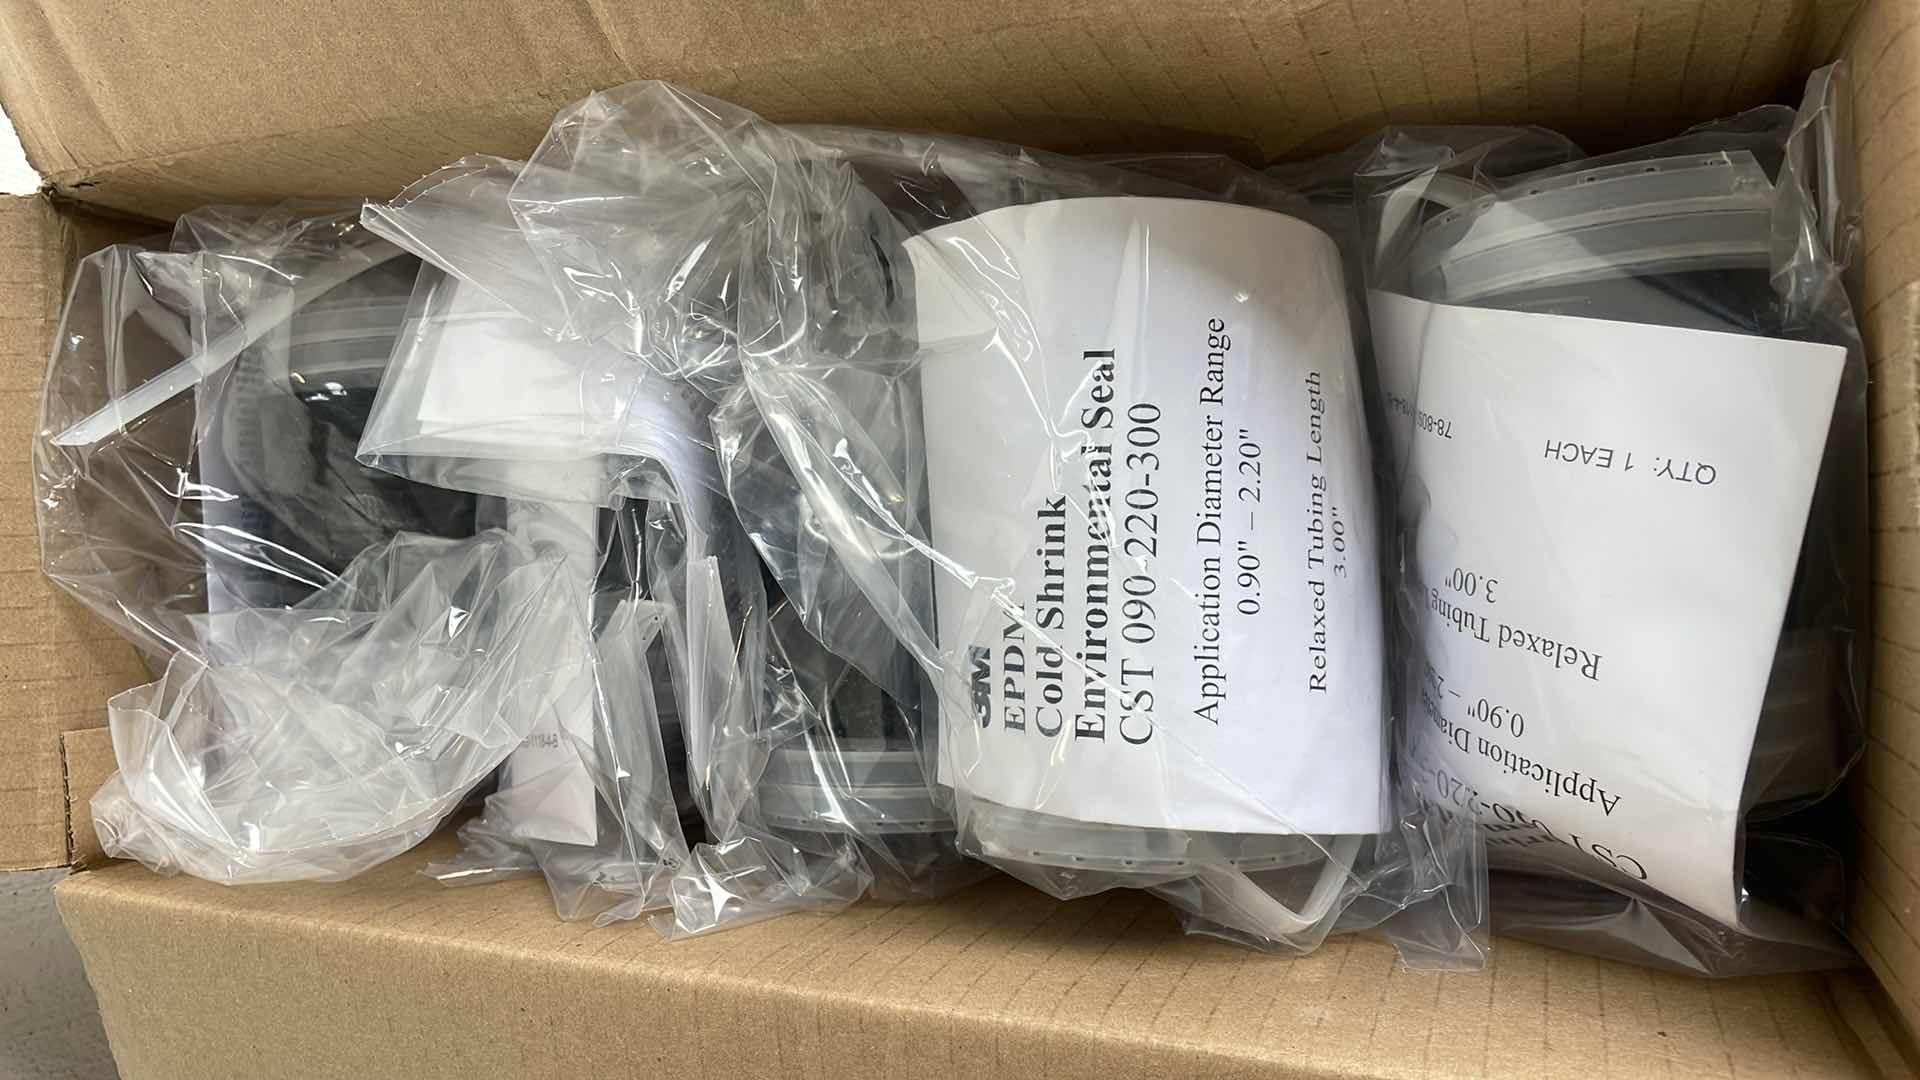 3M
EPDM
Cold Shrink
Environmental Seal
CST 090-220-300
Application Diameter Range
0.90" – 2.20"
Relaxed Tubing Length
3.00"
QTY: 1 EACH
Relaxed Tubing
3.00"
Application
0.90" –